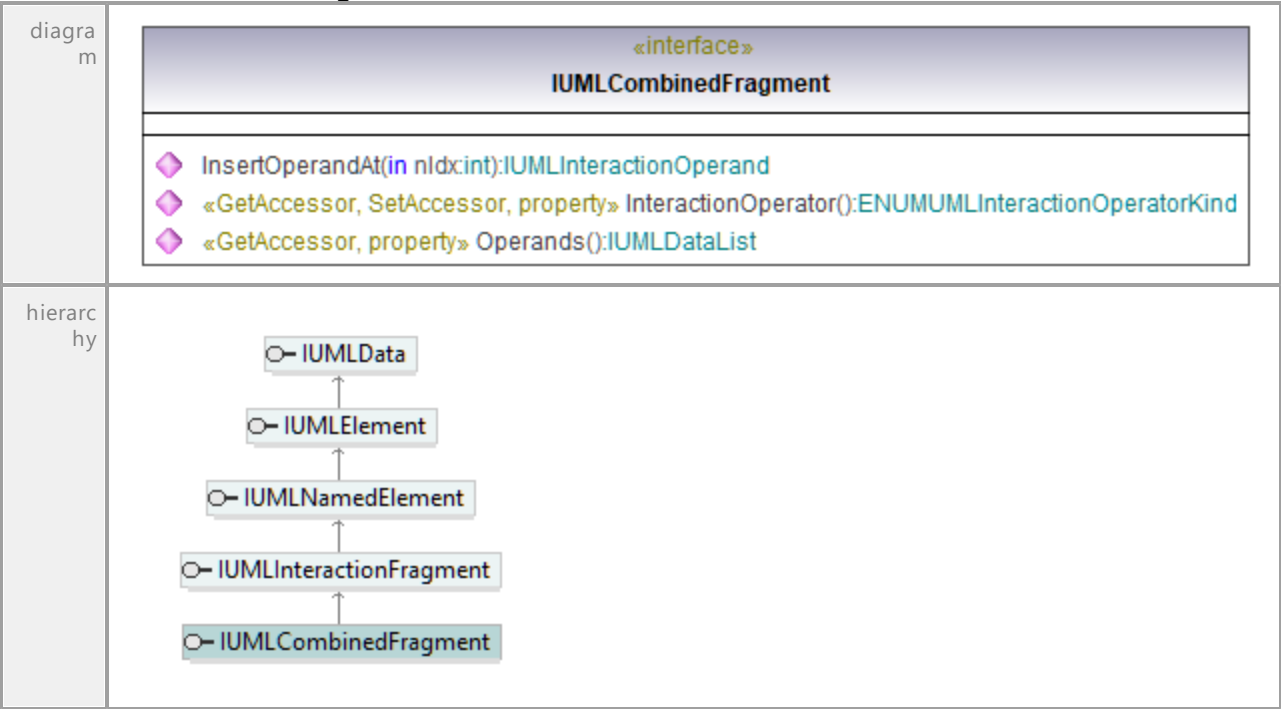 diagra
m
«interface»
IUMLCombinedFragment
InsertOperandAt(in nIdx:int):IUMLInteractionOperand
«GetAccessor, SetAccessor, property» InteractionOperator():ENUMUMLInteractionOperatorKind
«GetAccessor, property» Operands():IUMLDataList
hierarc
hy
IUMLData
IUMLElement
IUMLNamedElement
IUMLInteractionFragment
IUMLCombinedFragment